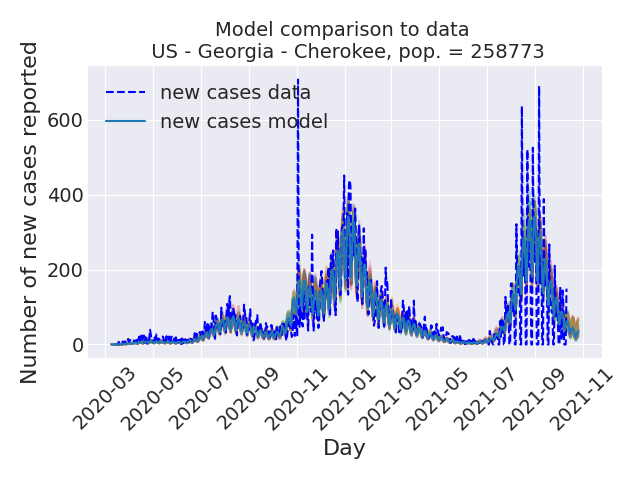 Model comparison to data
US - Georgia - Cherokee, pop. = 258773
Number of new cases reported
600
400
200
0
new cases data
new cases model
2020-03
2020-05
2020-07
2020-09
2020-11
2021-01
2021-03
2021-05
2021-07
2021-09
2021-11
Day